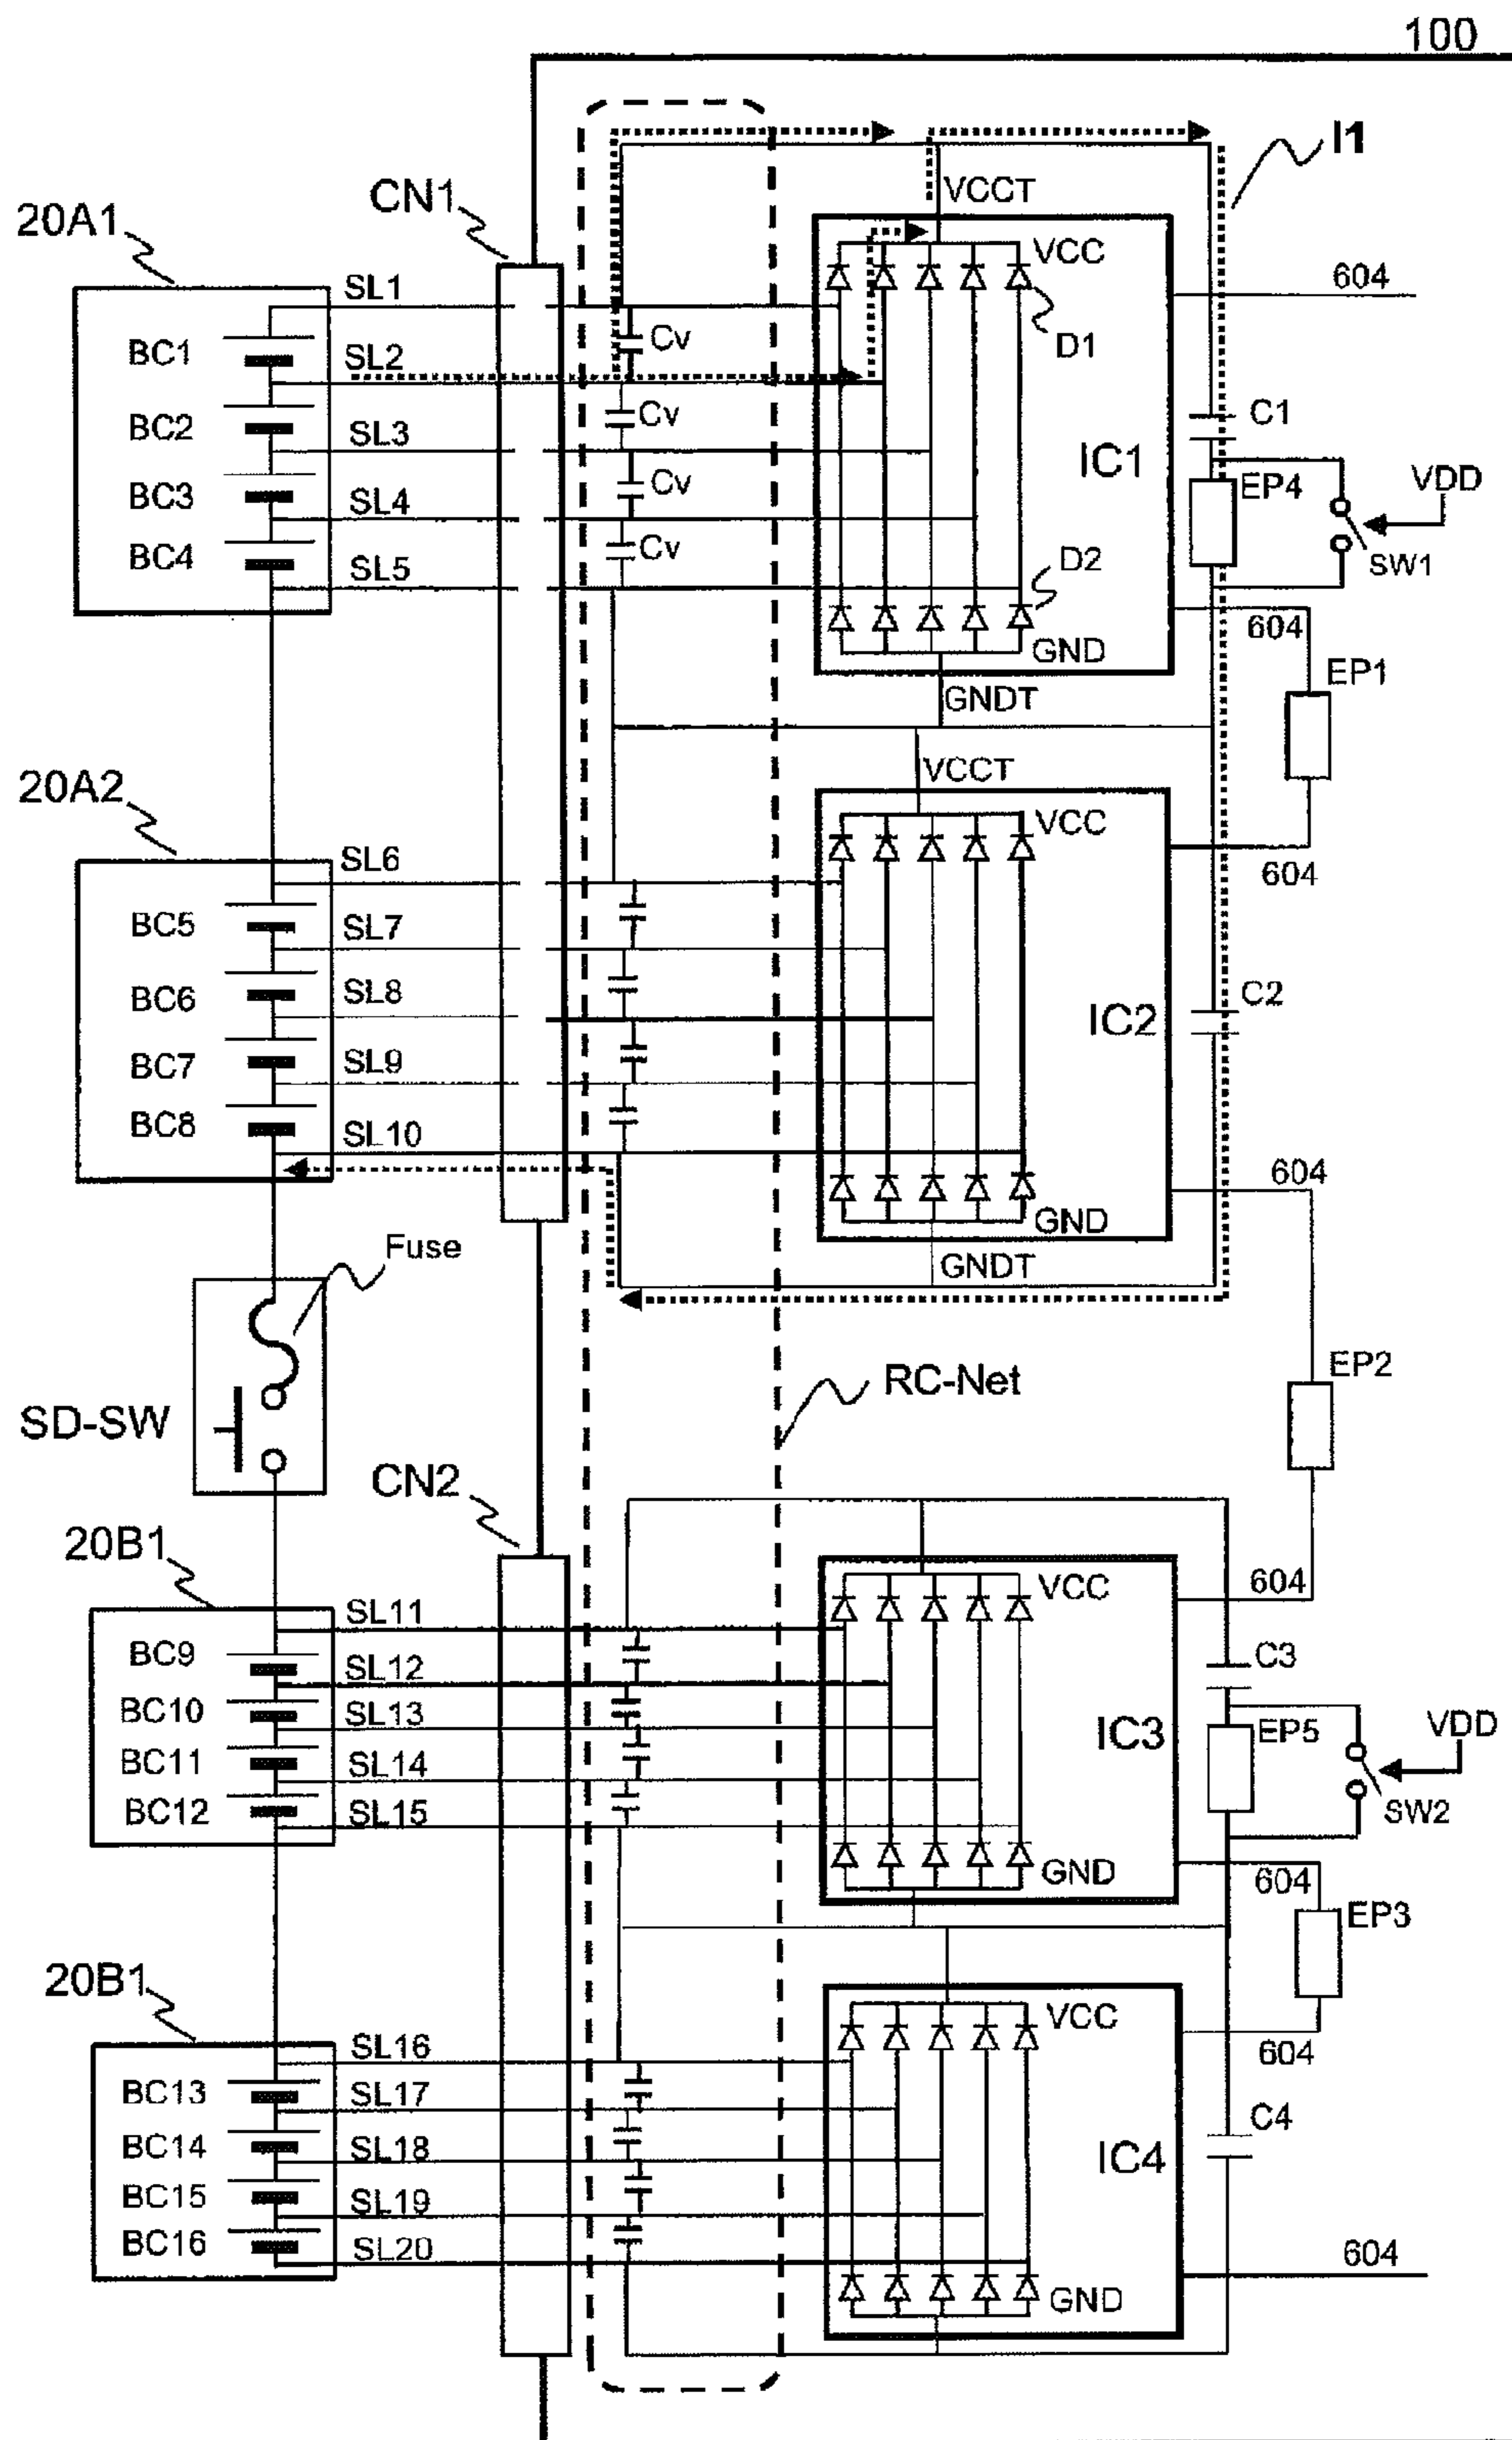 100
I1
CN1
VCCT
20A1
VCC
SL1
604
BC1
Cv
D1
SL2
BC2
Cv
C1
SL3
IC1
BC3
Cv
EP4
VDD
SL4
BC4
Cv
D2
SW1
SL5
604
GND
EP1
GNDT
20A2
VCCT
VCC
SL6
604
BC5
SL7
BC6
SL8
C2
IC2
BC7
SL9
BC8
SL10
604
GND
Fuse
GNDT
RC-Net
EP2
SD-SW
CN2
20B1
VCC
604
SL11
BC9
C3
SL12
BC10
SL13
IC3
EP5
VDD
BC11
SL14
BC12
SL15
SW2
GND
604
EP3
20B1
VCC
SL16
604
BC13
SL17
C4
BC14
SL18
IC4
BC15
SL19
BC16
SL20
604
GND